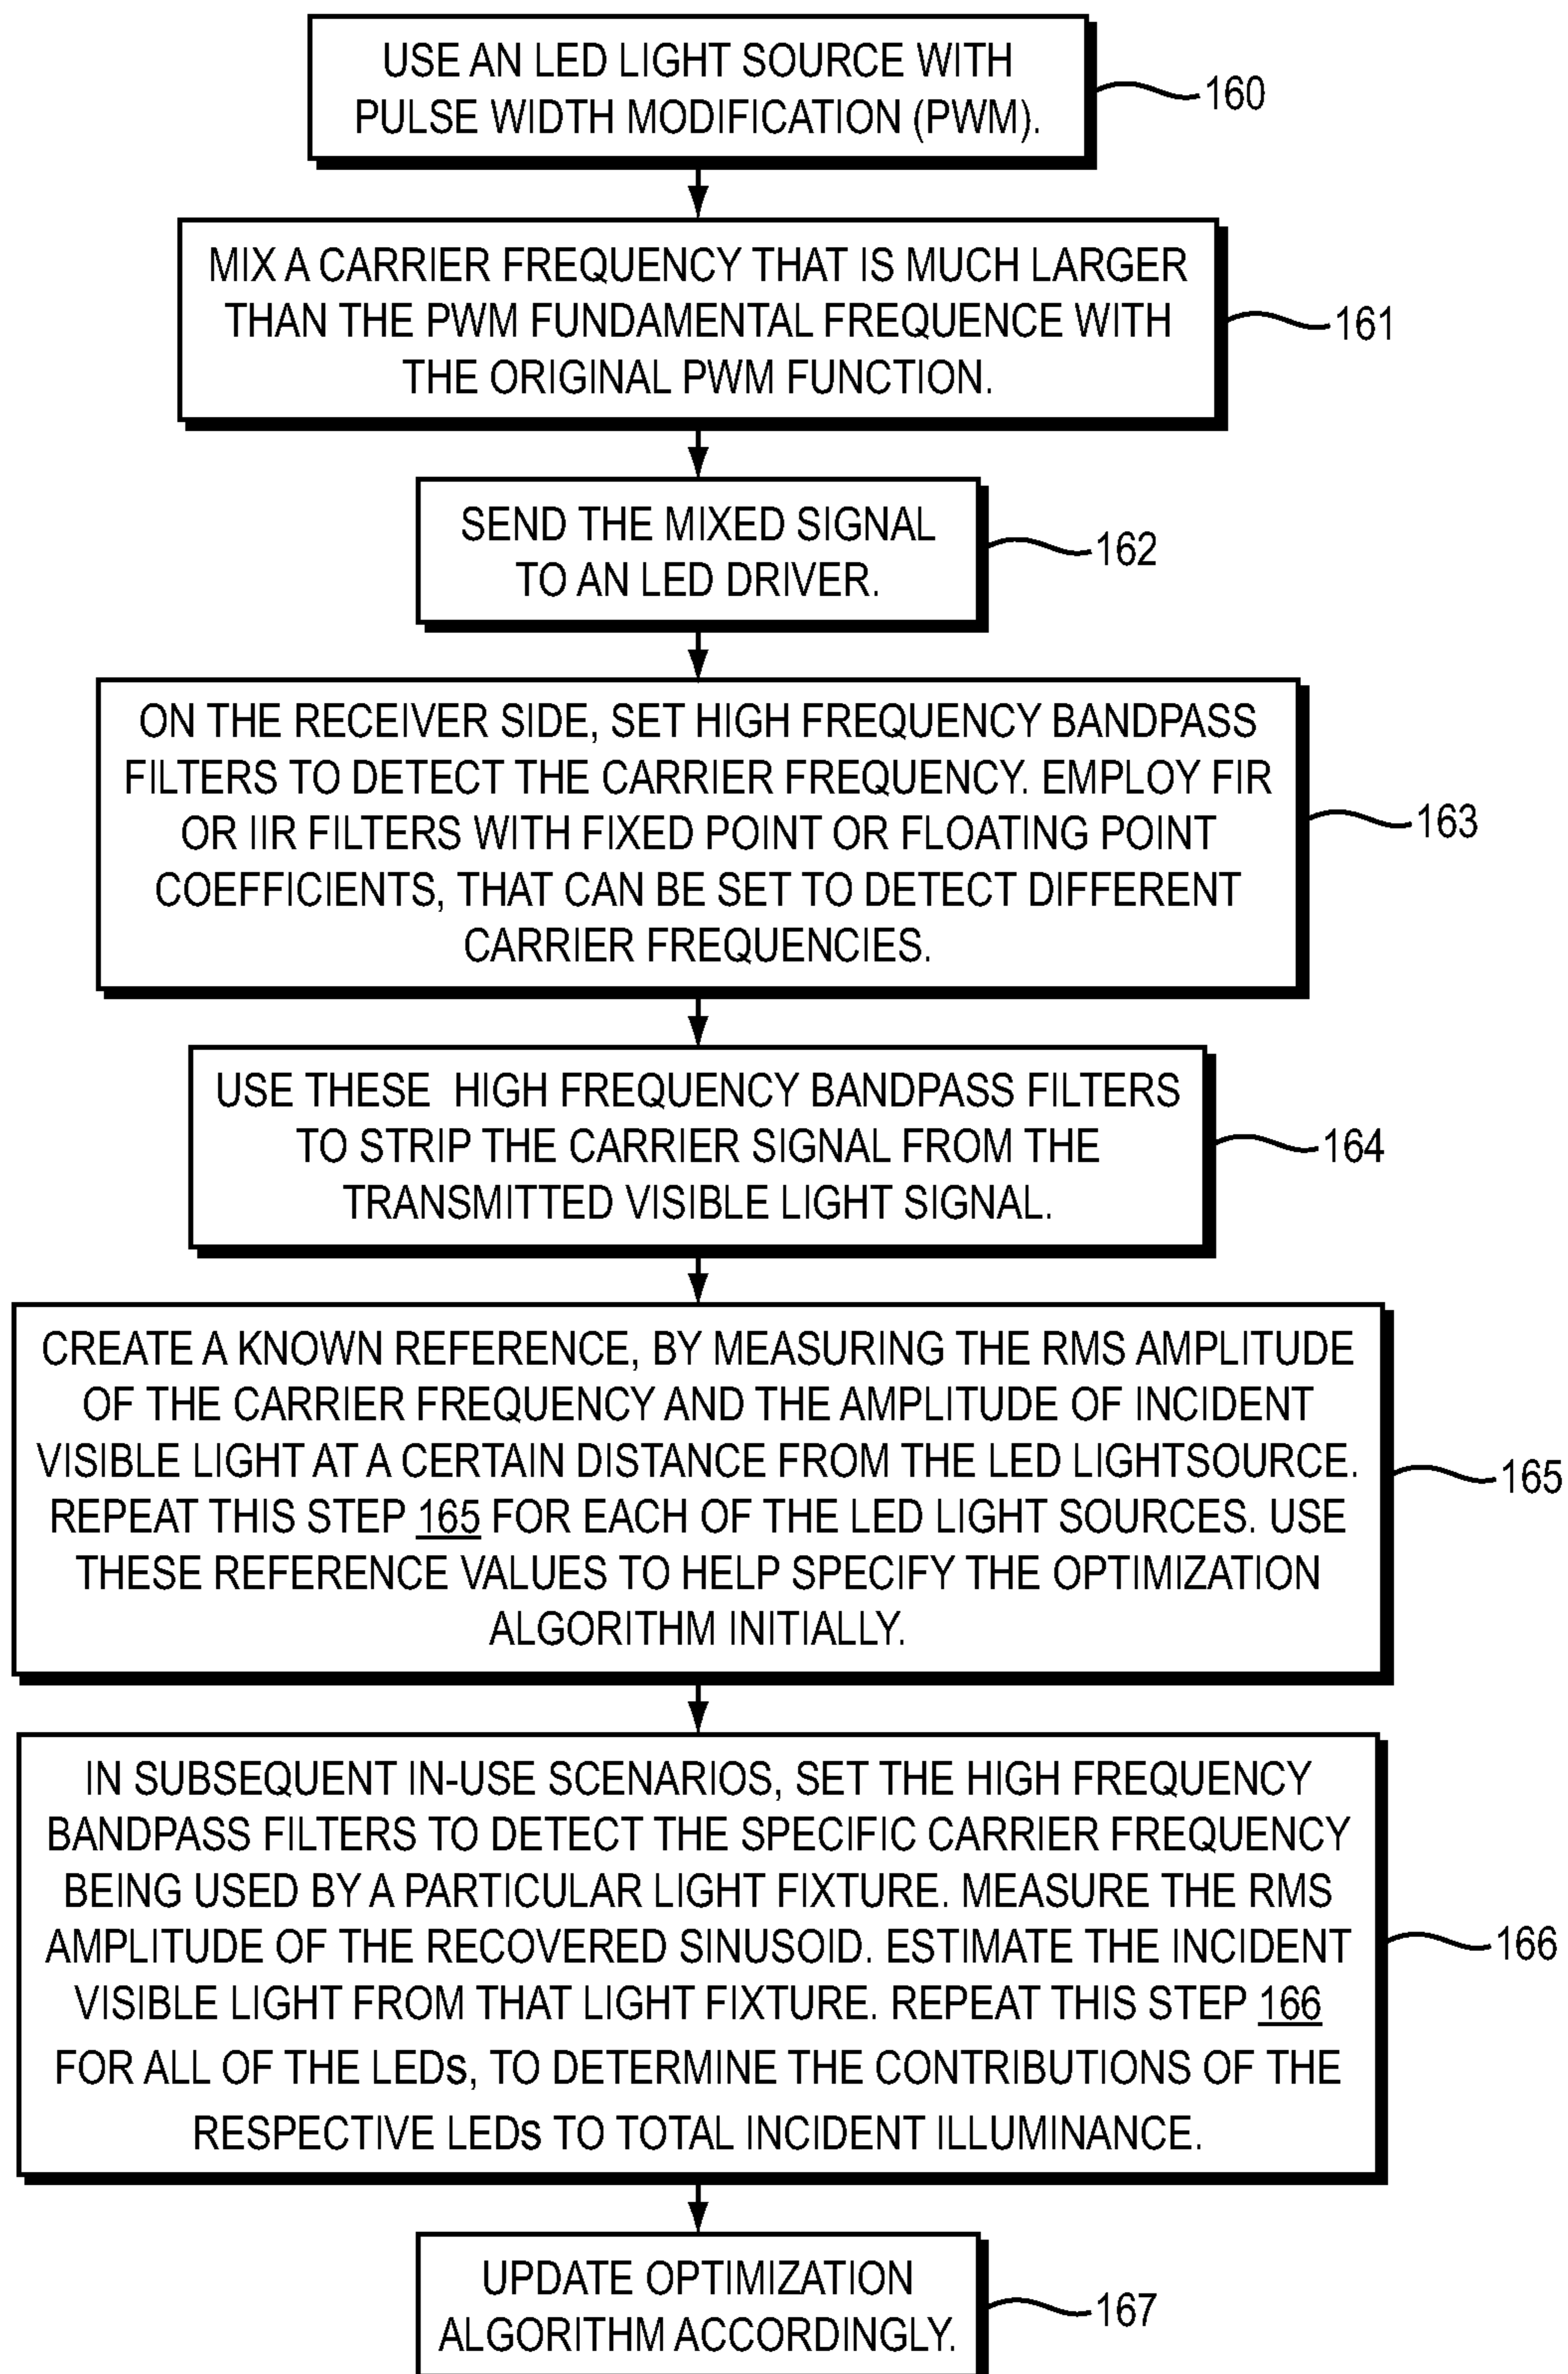 USE AN LED LIGHT SOURCE WITH
PULSE WIDTH MODIFICATION (PWM).
160
MIX A CARRIER FREQUENCY THAT IS MUCH LARGER
THAN THE PWM FUNDAMENTAL FREQUENCE WITH
THE ORIGINAL PWM FUNCTION.
161
SEND THE MIXED SIGNAL
TO AN LED DRIVER.
162
ON THE RECEIVER SIDE, SET HIGH FREQUENCY BANDPASS
FILTERS TO DETECT THE CARRIER FREQUENCY. EMPLOY FIR
OR IIR FILTERS WITH FIXED POINT OR FLOATING POINT
COEFFICIENTS, THAT CAN BE SET TO DETECT DIFFERENT
CARRIER FREQUENCIES.
163
USE THESE HIGH FREQUENCY BANDPASS FILTERS
TO STRIP THE CARRIER SIGNAL FROM THE
TRANSMITTED VISIBLE LIGHT SIGNAL.
164
CREATE A KNOWN REFERENCE, BY MEASURING THE RMS AMPLITUDE
OF THE CARRIER FREQUENCY AND THE AMPLITUDE OF INCIDENT
VISIBLE LIGHT AT A CERTAIN DISTANCE FROM THE LED LIGHTSOURCE.
REPEAT THIS STEP 165 FOR EACH OF THE LED LIGHT SOURCES. USE
THESE REFERENCE VALUES TO HELP SPECIFY THE OPTIMIZATION
ALGORITHM INITIALLY.
165
IN SUBSEQUENT IN-USE SCENARIOS, SET THE HIGH FREQUENCY
BANDPASS FILTERS TO DETECT THE SPECIFIC CARRIER FREQUENCY
BEING USED BY A PARTICULAR LIGHT FIXTURE. MEASURE THE RMS
AMPLITUDE OF THE RECOVERED SINUSOID. ESTIMATE THE INCIDENT
VISIBLE LIGHT FROM THAT LIGHT FIXTURE. REPEAT THIS STEP 166
FOR ALL OF THE LEDs, TO DETERMINE THE CONTRIBUTIONS OF THE
RESPECTIVE LEDs TO TOTAL INCIDENT ILLUMINANCE.
166
UPDATE OPTIMIZATION
ALGORITHM ACCORDINGLY.
167